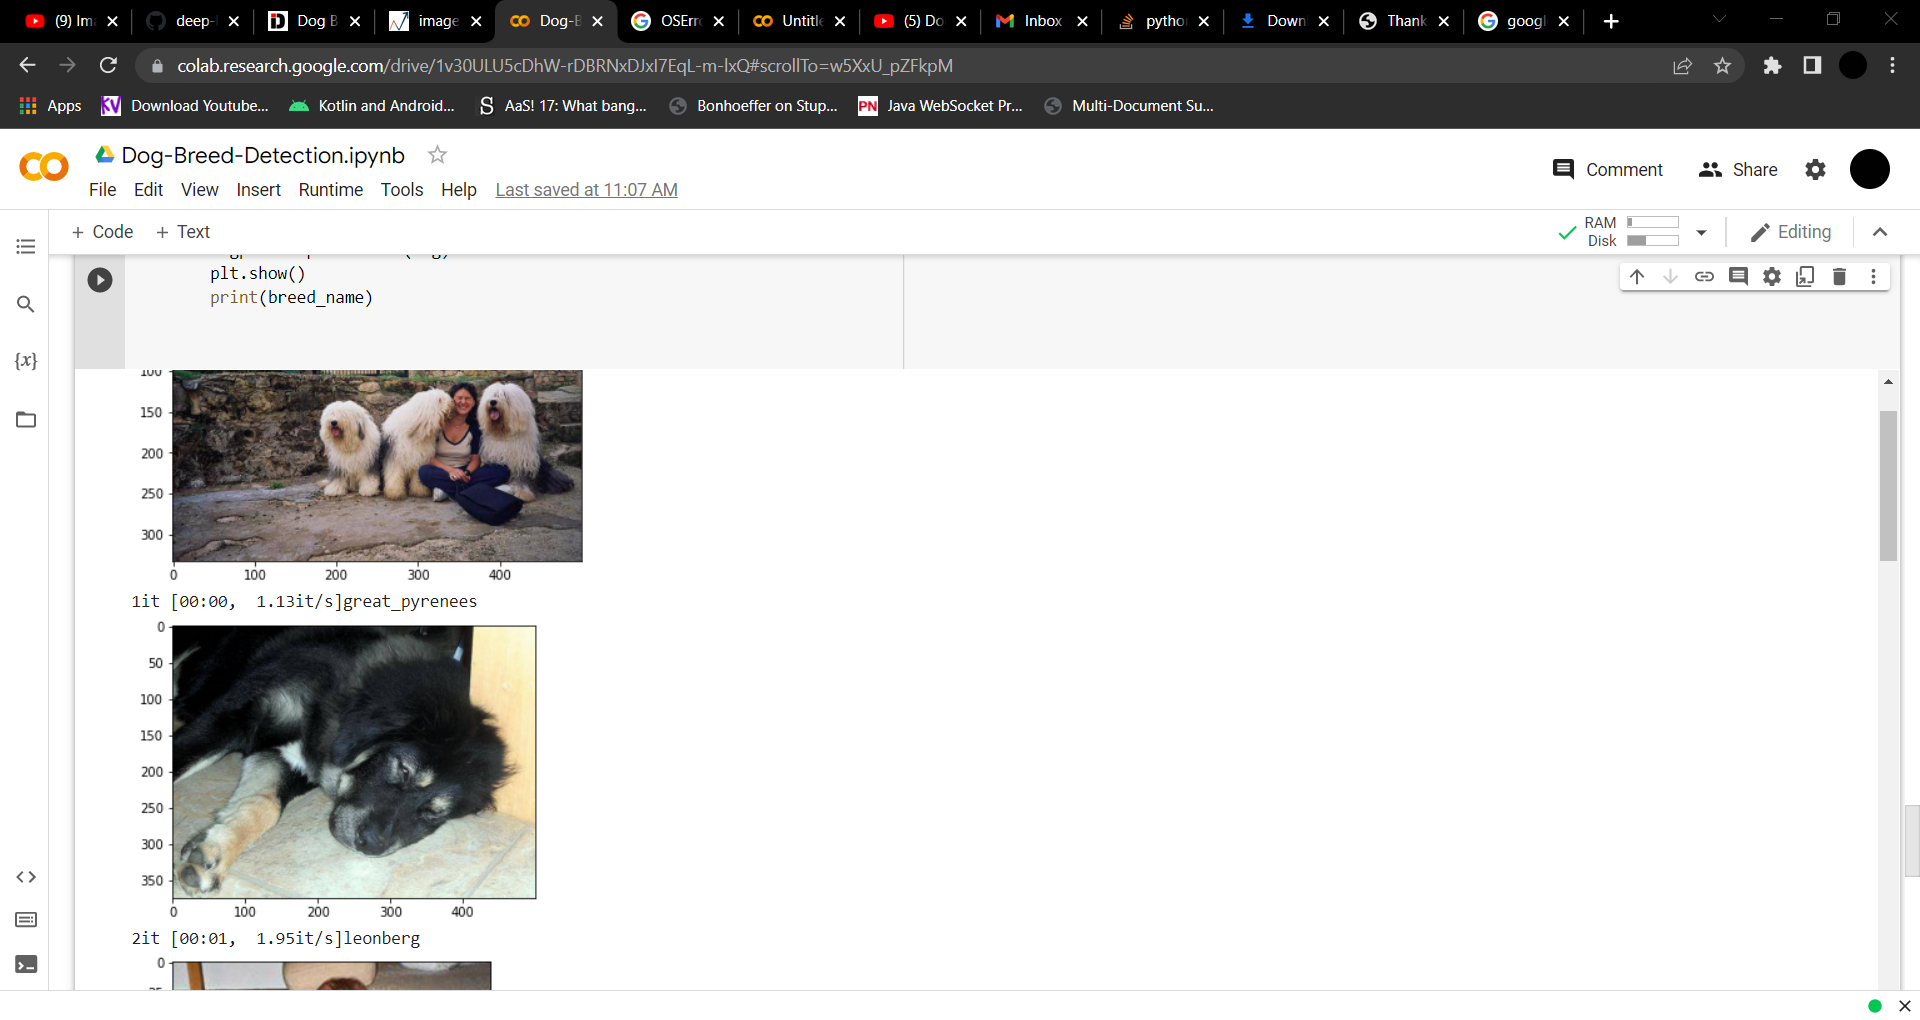 (9) Ima
deep-
Dog B
image
Dog-B
OSErro
Untitle
(5) Do
Inbox
pytho
Down
Thank
googl
colab.research.google.com/drive/1v30ULU5cDhW-rDBRNxDJxI7EqL-m-lxQ#scrollTo=w5XxU_pZFkpM
Apps
Download Youtube...
Kotlin and Android...
AaS! 17: What bang...
Bonhoeffer on Stup...
PN Java WebSocket Pr...
Multi-Document Su...
Dog-Breed-Detection.ipynb
Comment
Share
File Edit View Insert Runtime Tools Help Last saved at 11:07 AM
+ Code + Text
RAM
Disk
Editing
plt.show()
print(breed_name)
{x}
100
150
200
250
300
0 100 200 300 400
1it [00:00,  1.13it/s]great_pyrenees
0
50
100
150
200
250
300
350
0 100 200 300 400
2it [00:01,  1.95it/s]leonberg
0